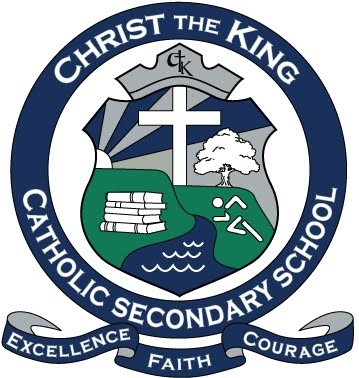 CHRIST THE KING
CK
CATHOLIC SECONDARY SCHOOL
EXCELLENCE
FAITH
COURAGE